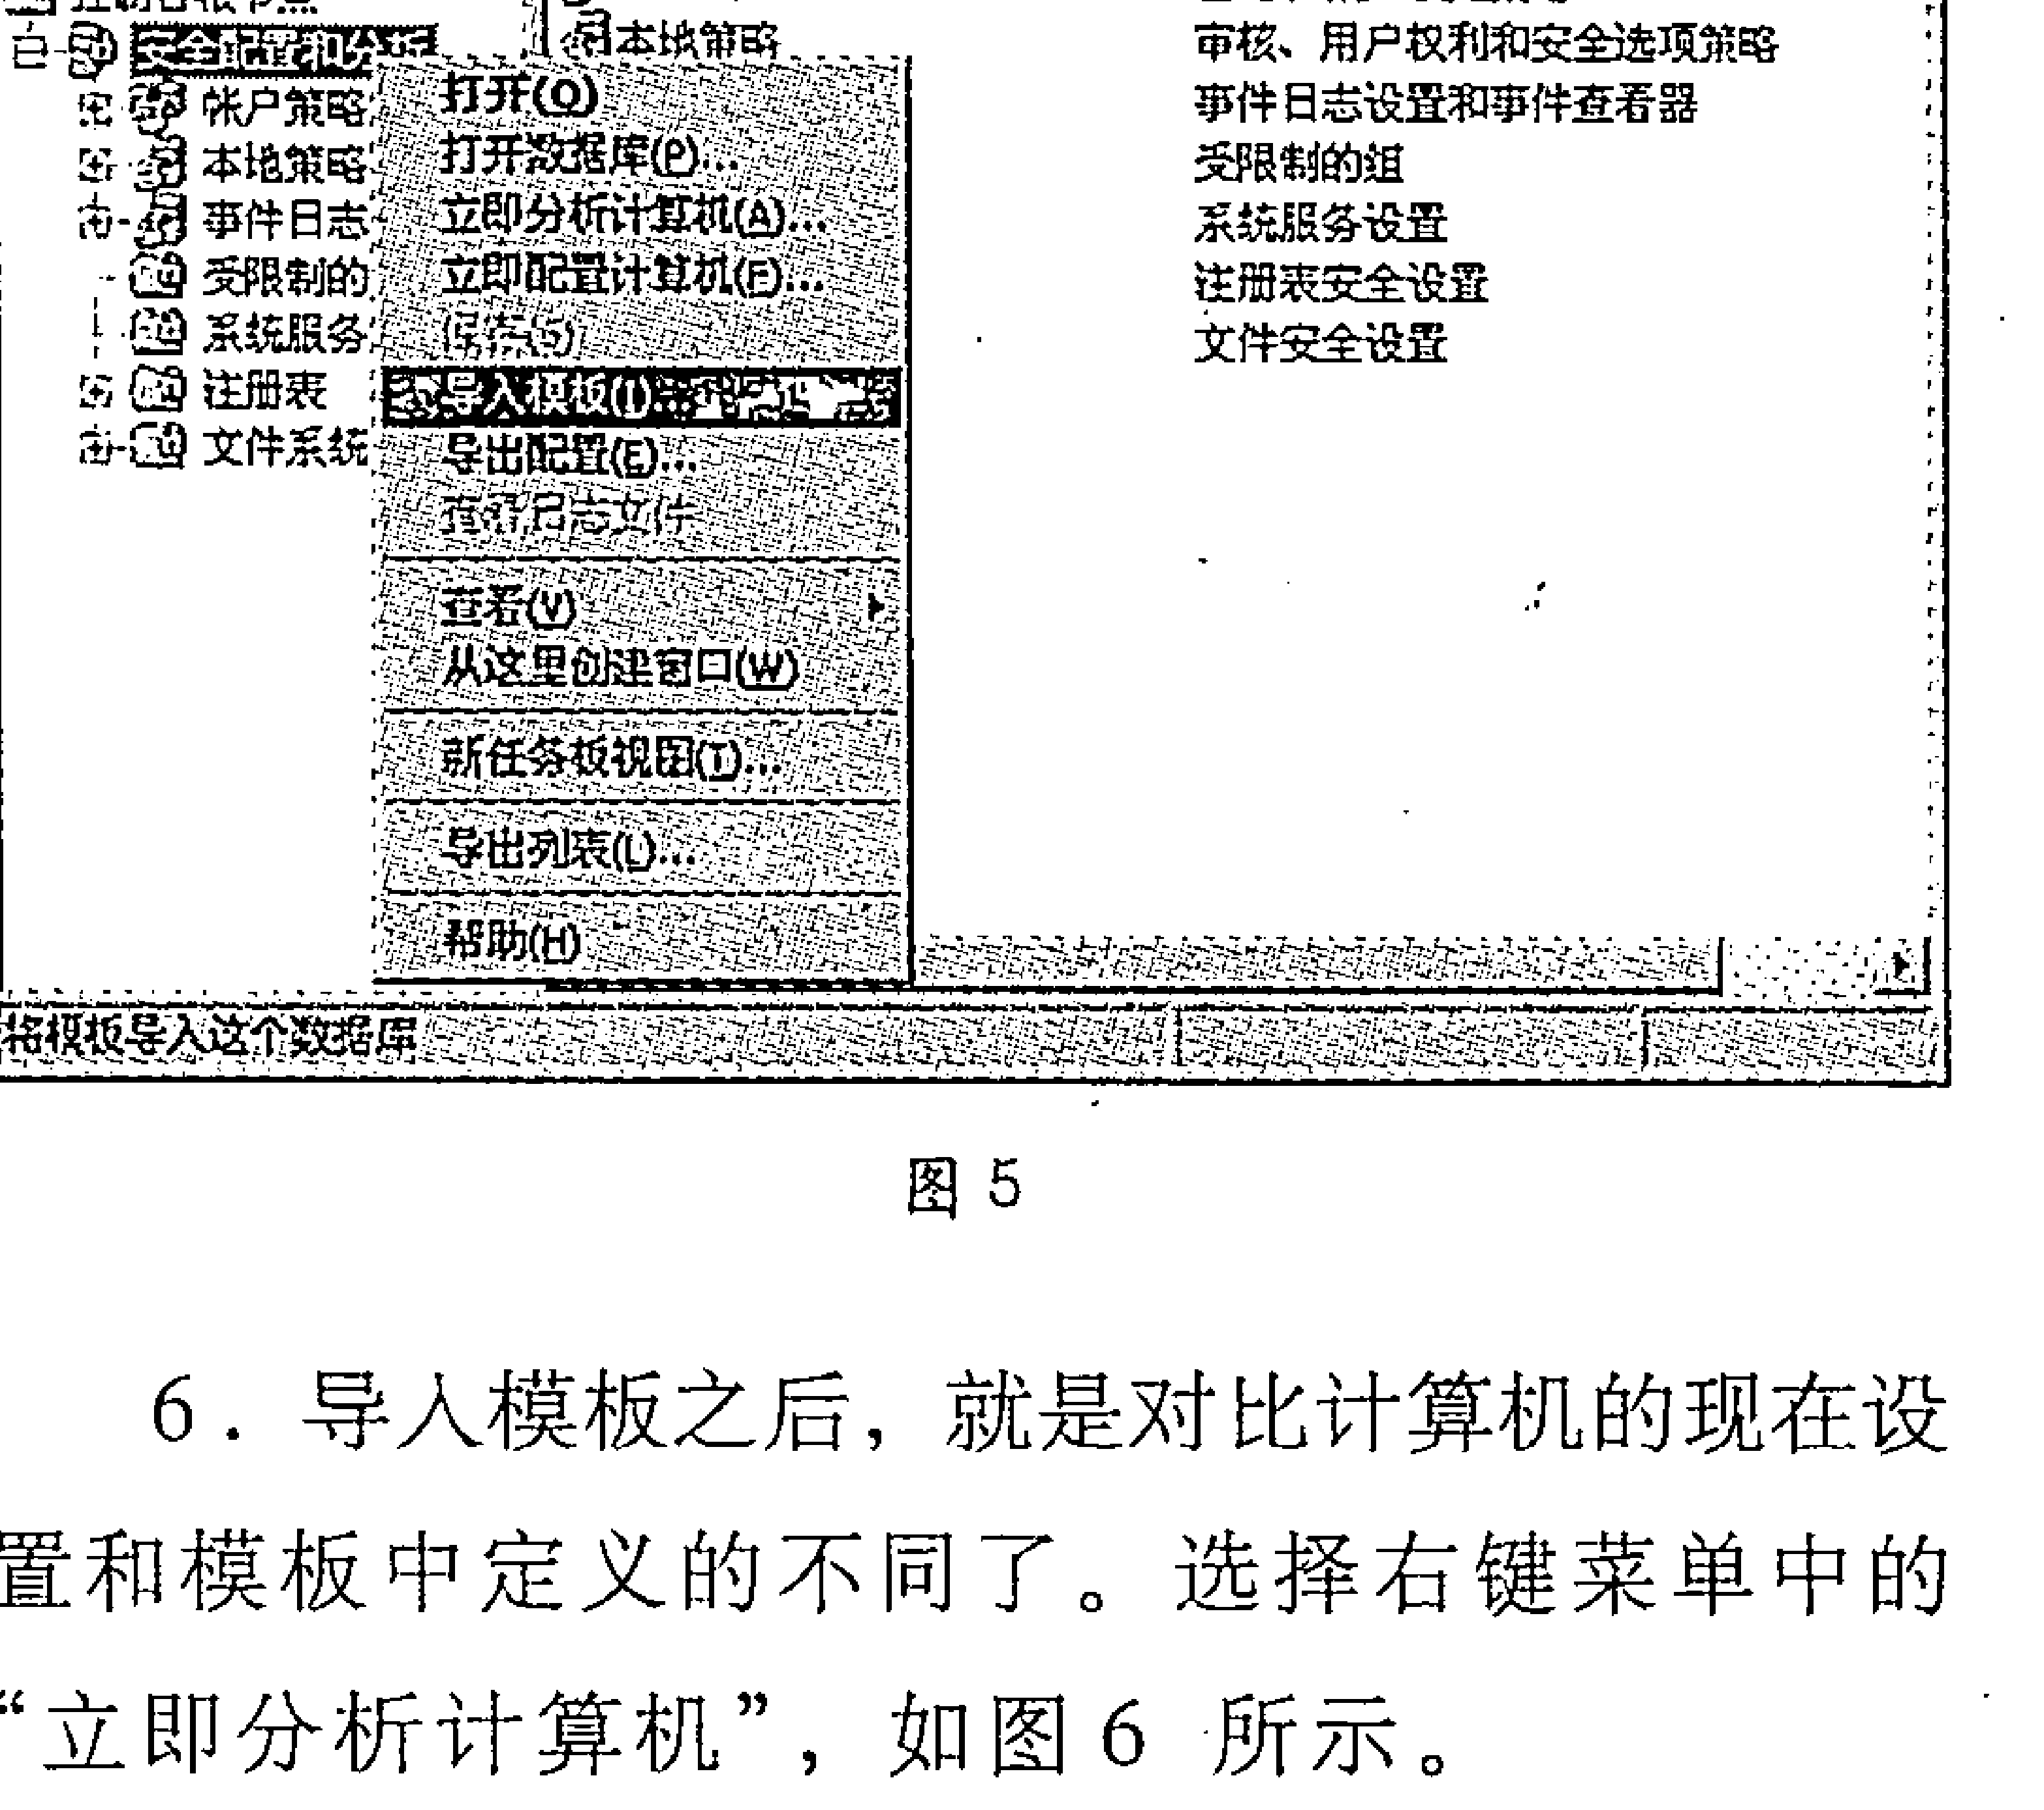 安全配置和分析
帐户策略
本地策略
事件日志
受限制的
系统服务
注册表
文件系统
打开(O)
打开数据库(P)...
立即分析计算机(A)...
立即配置计算机(F)...
保存(S)
导入模板(I)
导出配置(E)...
查看日志文件
查看(V)
从这里创建窗口(W)
新任务板视图(T)...
导出列表(L)...
帮助(H)
本地策略
审核、用户权利和安全选项策略
事件日志设置和事件查看器
受限制的组
系统服务设置
注册表安全设置
文件安全设置
将模板导入这个数据库
图 5
6．导入模板之后，就是对比计算机的现在设
置和模板中定义的不同了。选择右键菜单中的
“立即分析计算机”，如图 6 所示。